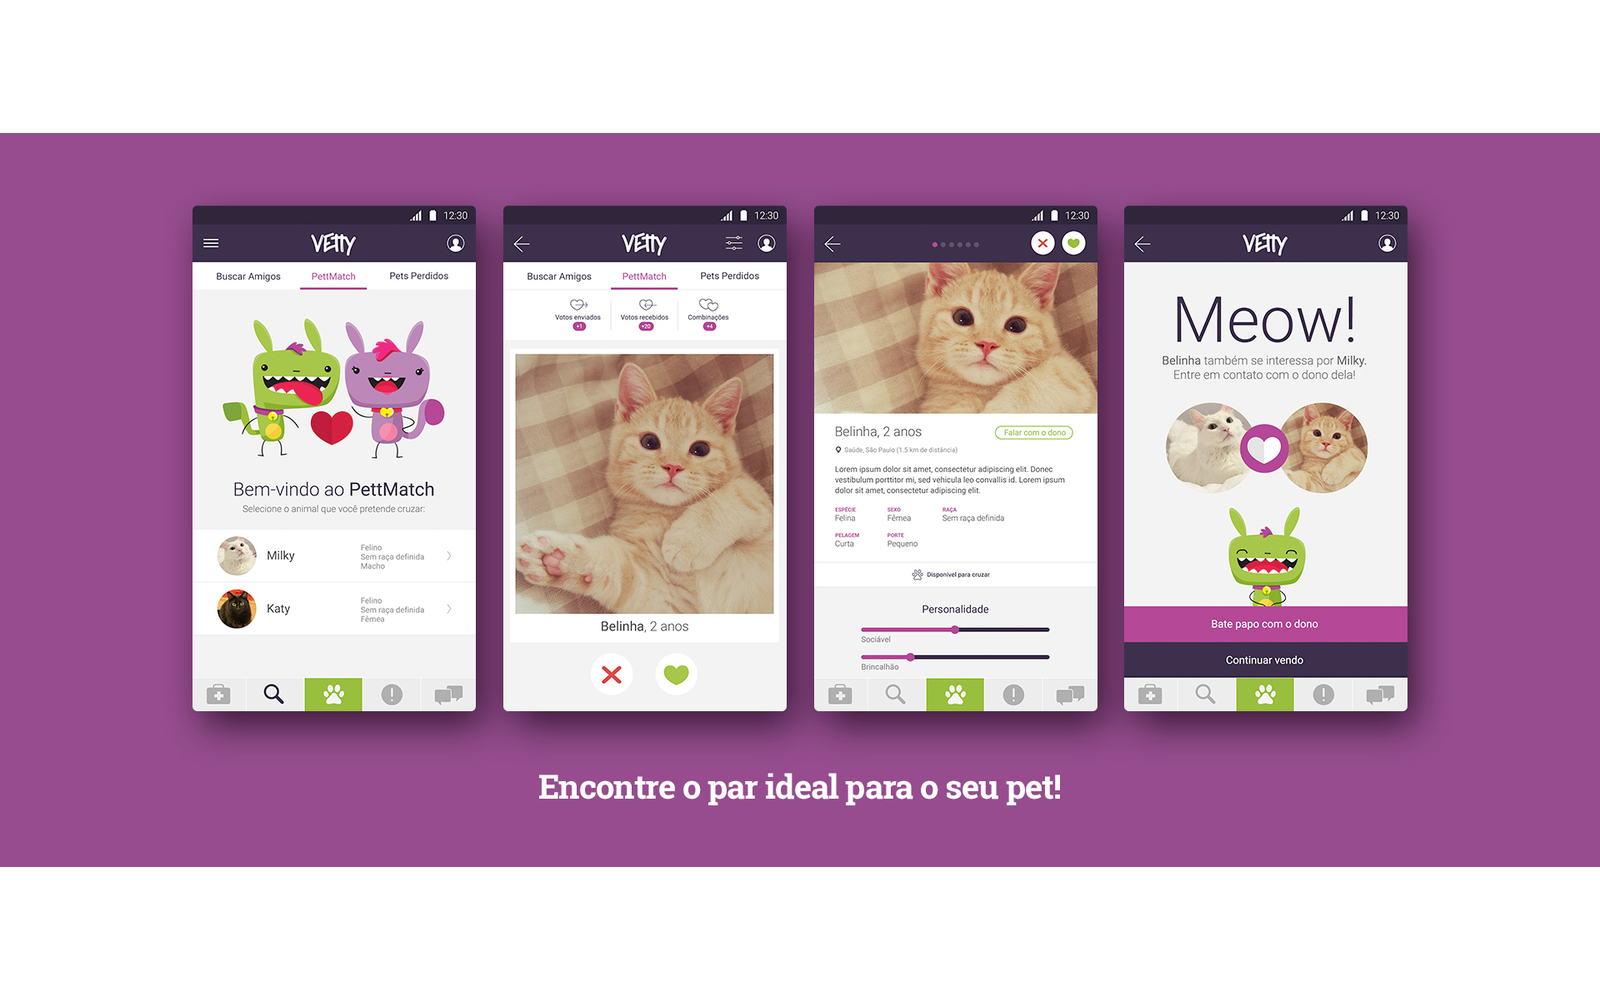 12:30
VETTY
Buscar Amigos PettMatch Pets Perdidos
Bem-vindo ao PettMatch
Selecione o animal que você pretende cruzar:
Milky
Felino
Sem raça definida
Macho
Katy
Felino
Sem raça definida
Fêmea
12:30
VETTY
Buscar Amigos PettMatch Pets Perdidos
Votos enviados Votos recebidos Combinações
+1 +20 +4
Belinha, 2 anos
12:30
Belinha, 2 anos
Falar com o dono
Saúde, São Paulo (1.5 km de distância)
Lorem ipsum dolor sit amet, consectetur adipiscing elit. Donec
vestibulum porttitor mi, sed vehicula leo convallis id. Lorem ipsum
dolor sit amet, consectetur adipiscing elit.
ESPÉCIE SEXO RAÇA
Felina Fêmea Sem raça definida
PELAGEM PORTE
Curta Pequeno
Disponível para cruzar
Personalidade
Sociável
Brincalhão
12:30
VETTY
Meow!
Belinha também se interessa por Milky.
Entre em contato com o dono dela!
Bate papo com o dono
Continuar vendo
Encontre o par ideal para o seu pet!